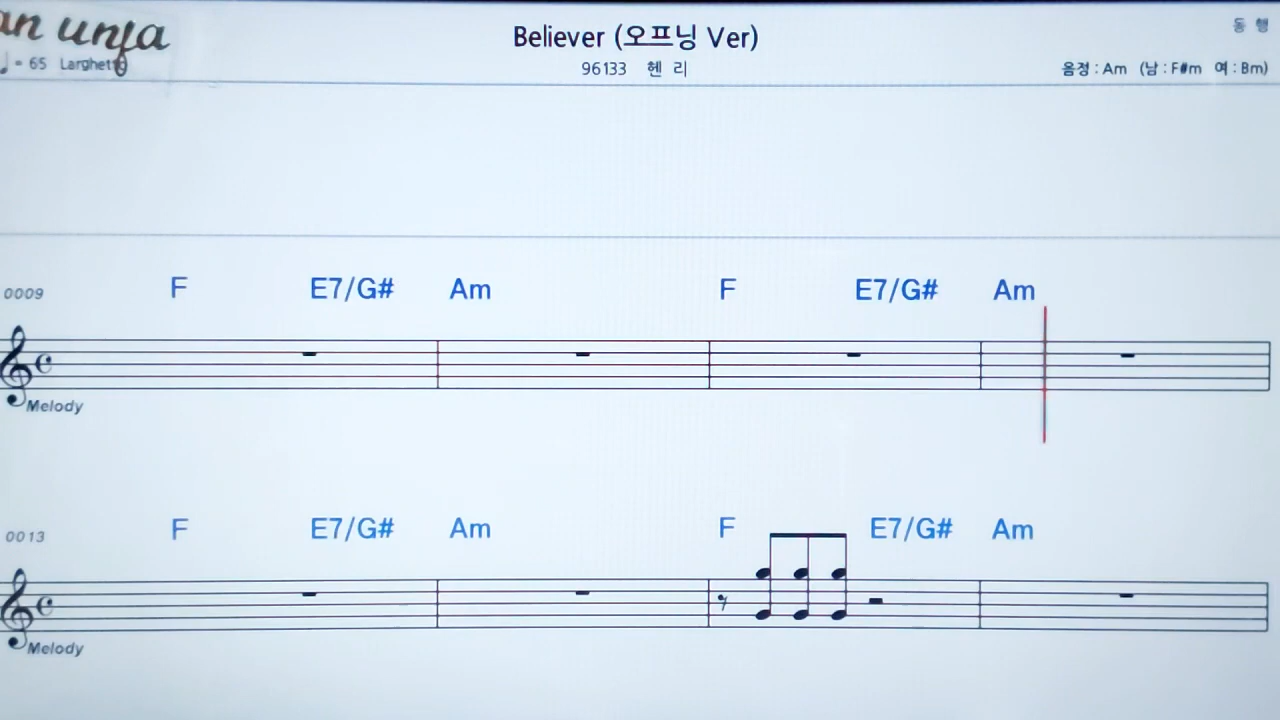 an unja
Believer (오프닝 Ver)
동 행
♩ = 65 Larghetto
96133 헨 리
음정 : Am (남 : F#m 여 : Bm)
0009 F E7/G# Am F E7/G# Am
Melody
0013 F E7/G# Am F E7/G# Am
Melody